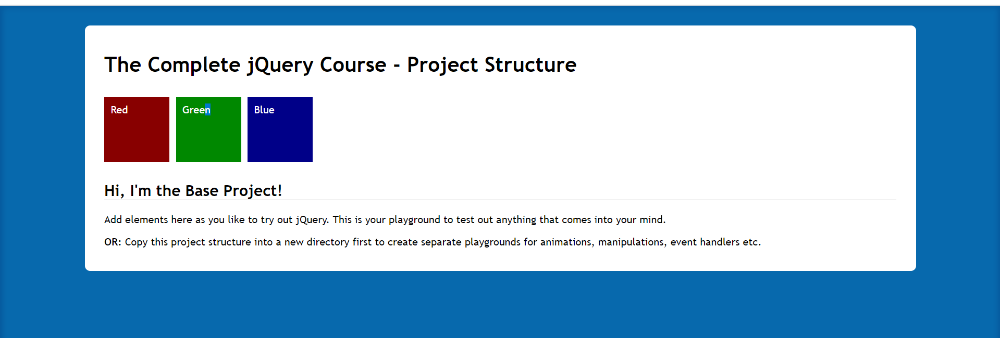 The Complete jQuery Course - Project Structure
Red Green Blue
Hi, I'm the Base Project!
Add elements here as you like to try out jQuery. This is your playground to test out anything that comes into your mind.
OR: Copy this project structure into a new directory first to create separate playgrounds for animations, manipulations, event handlers etc.